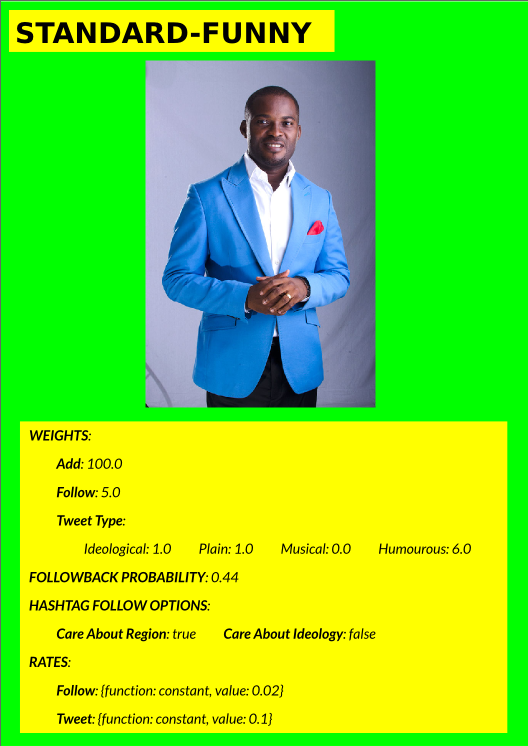 STANDARD-FUNNY
WEIGHTS:
Add: 100.0
Follow: 5.0
Tweet Type:
Ideological: 1.0 Plain: 1.0 Musical: 0.0 Humourous: 6.0
FOLLOWBACK PROBABILITY: 0.44
HASHTAG FOLLOW OPTIONS:
Care About Region: true Care About Ideology: false
RATES:
Follow: {function: constant, value: 0.02}
Tweet: {function: constant, value: 0.1}